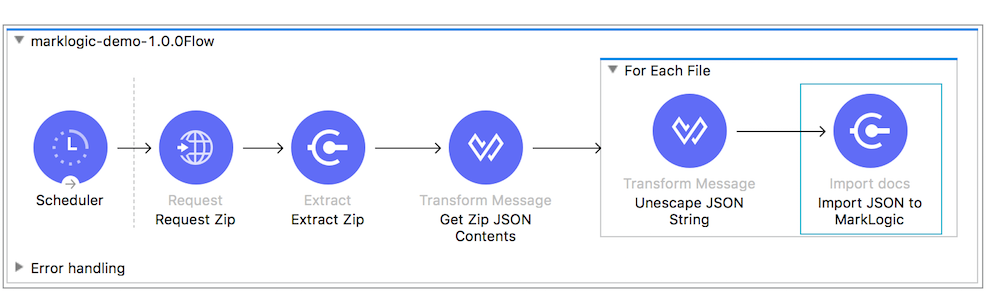 marklogic-demo-1.0.0Flow
For Each File
Scheduler
Request
Request Zip
Extract
Extract Zip
Transform Message
Get Zip JSON
Contents
Transform Message
Unescape JSON
String
Import docs
Import JSON to
MarkLogic
Error handling